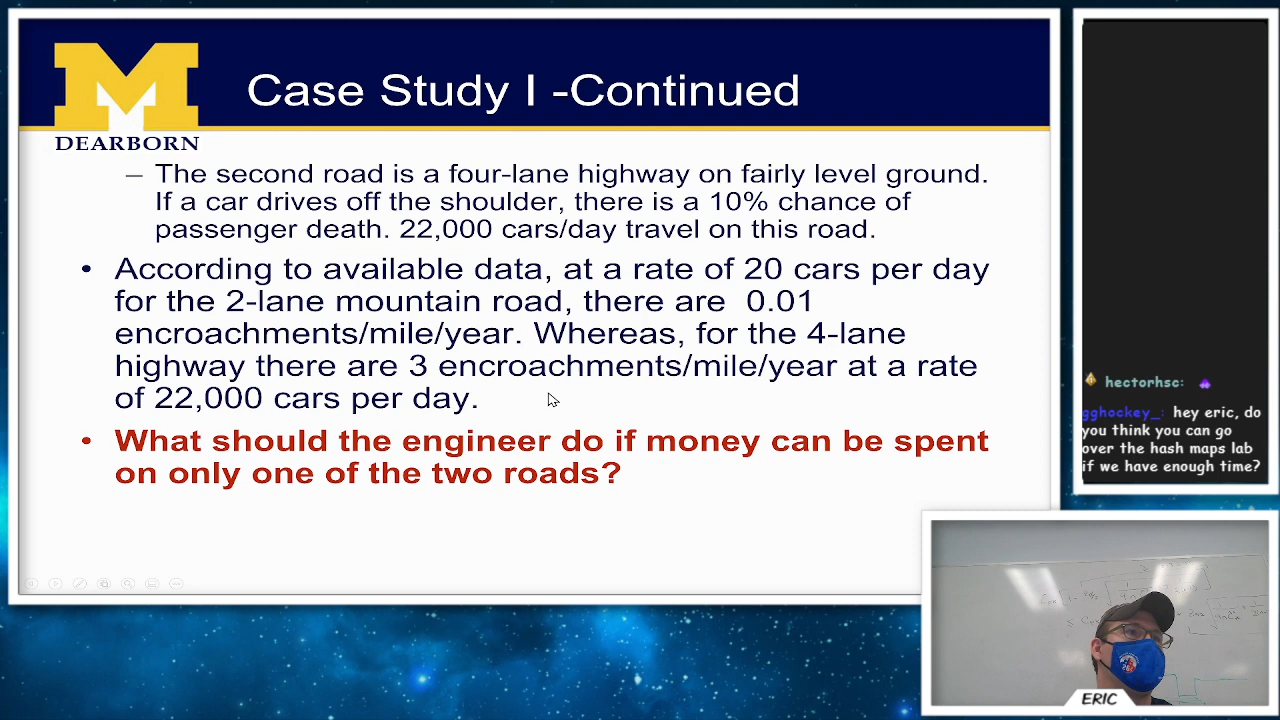 M
DEARBORN
Case Study I -Continued
– The second road is a four-lane highway on fairly level ground.
If a car drives off the shoulder, there is a 10% chance of
passenger death. 22,000 cars/day travel on this road.
• According to available data, at a rate of 20 cars per day
for the 2-lane mountain road, there are 0.01
encroachments/mile/year. Whereas, for the 4-lane
highway there are 3 encroachments/mile/year at a rate
of 22,000 cars per day.
• What should the engineer do if money can be spent
on only one of the two roads?
hectorhsc:
gghockey_: hey eric, do
you think you can go
over the hash maps lab
if we have enough time?
ERIC